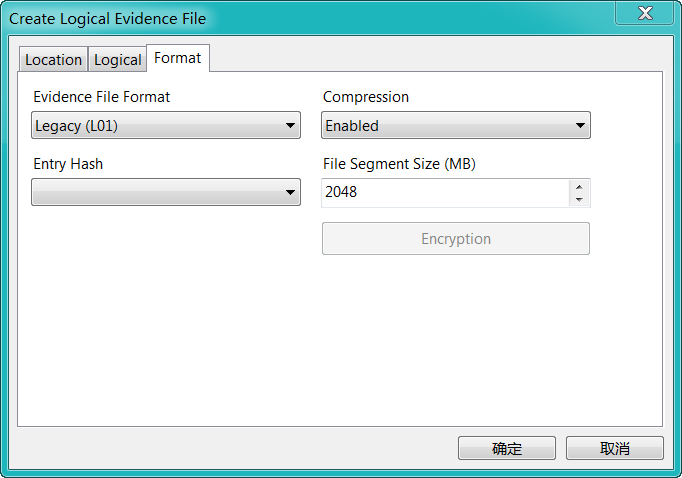 Create Logical Evidence File
Location Logical Format
Evidence File Format Compression
Legacy (L01) Enabled
Entry Hash File Segment Size (MB)
2048
Encryption
确定 取消